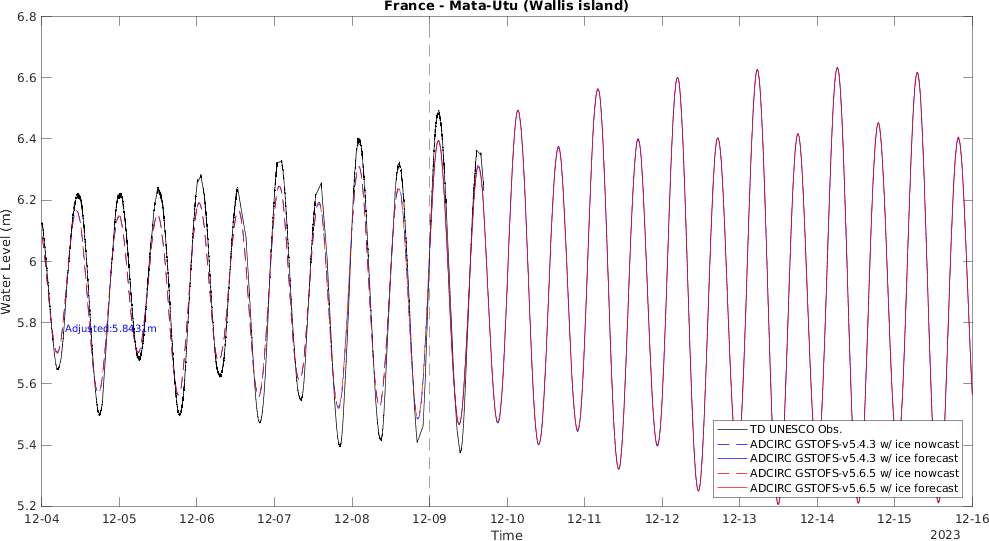 France - Mata-Utu (Wallis island)
6.8
6.6
6.4
6.2
6
5.8
5.6
5.4
5.2
Water Level (m)
Adjusted:5.8431m
TD UNESCO Obs.
ADCIRC GSTOFS-v5.4.3 w/ ice nowcast
ADCIRC GSTOFS-v5.4.3 w/ ice forecast
ADCIRC GSTOFS-v5.6.5 w/ ice nowcast
ADCIRC GSTOFS-v5.6.5 w/ ice forecast
12-04 12-05 12-06 12-07 12-08 12-09 12-10 12-11 12-12 12-13 12-14 12-15 12-16
Time
2023